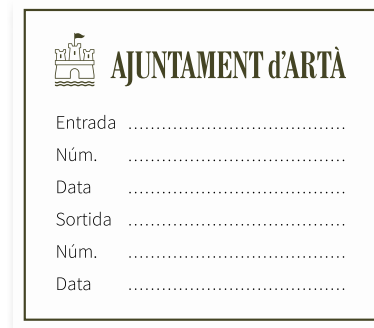 AJUNTAMENT d'ARTÀ
Entrada ........................................
Núm. ........................................
Data ........................................
Sortida ........................................
Núm. ........................................
Data ........................................